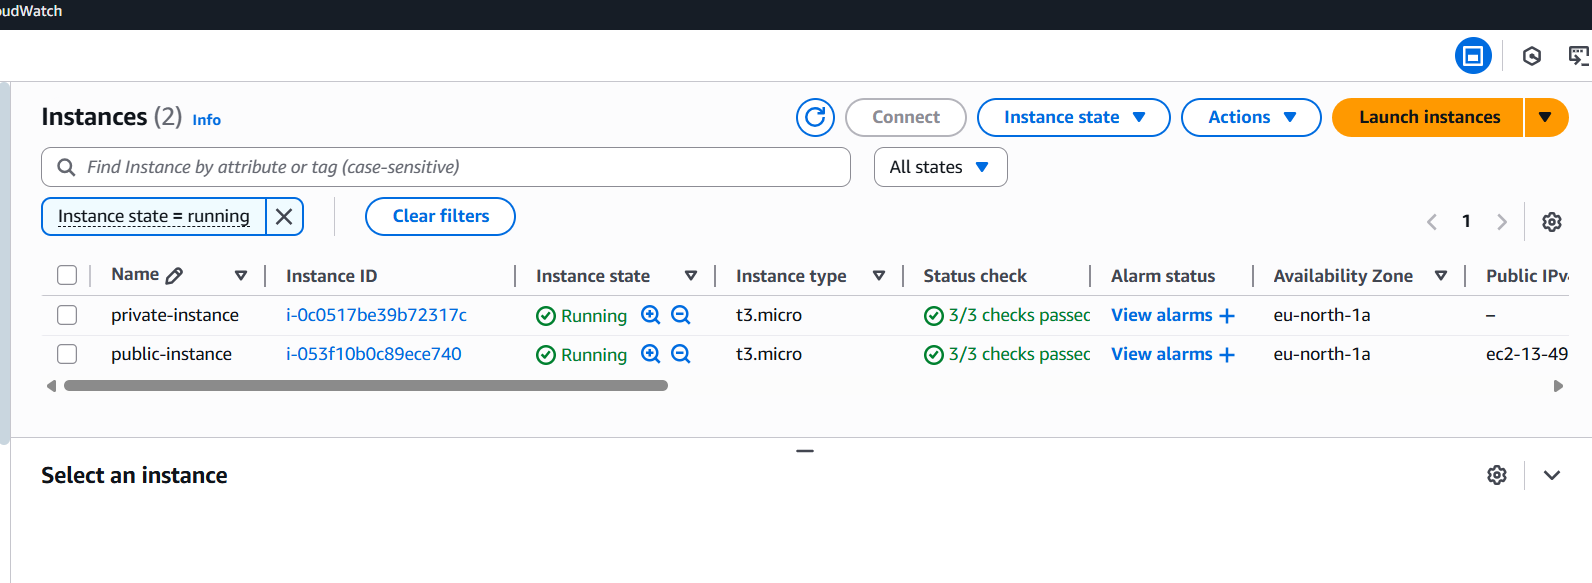 oudWatch
Instances (2) Info
Connect
Instance state
Actions
Launch instances
Find Instance by attribute or tag (case-sensitive)
All states
Instance state = running
Clear filters
1
Name Instance ID Instance state Instance type Status check Alarm status Availability Zone Public IPv
private-instance i-0c0517be39b72317c Running t3.micro 3/3 checks passec View alarms + eu-north-1a –
public-instance i-053f10b0c89ece740 Running t3.micro 3/3 checks passec View alarms + eu-north-1a ec2-13-49
Select an instance